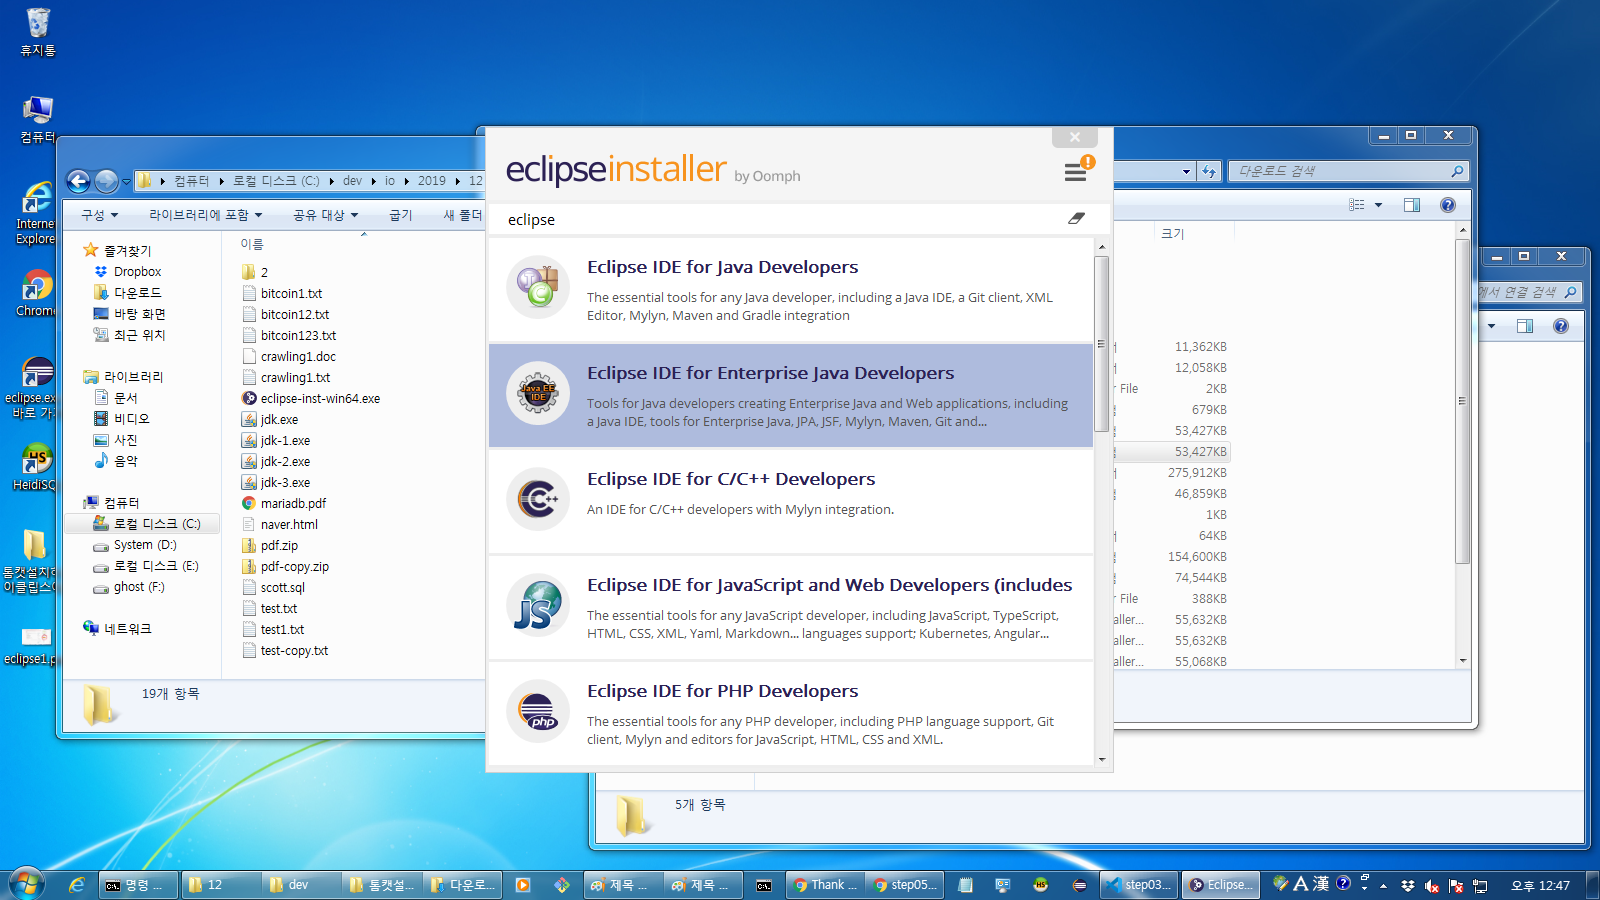 휴지통
컴퓨터
Interne
Explore
Chrome
eclipse.ex
바로 가
HeidiSQ
톰캣설치하
이클립스
eclipse1.p
컴퓨터
로컬 디스크 (C:)
dev
io
2019
12
구성
라이브러리에 포함
공유 대상
굽기
새 폴더
즐겨찾기
Dropbox
다운로드
바탕 화면
최근 위치
라이브러리
문서
비디오
사진
음악
컴퓨터
로컬 디스크 (C:)
System (D:)
로컬 디스크 (E:)
ghost (F:)
네트워크
이름
2
bitcoin1.txt
bitcoin12.txt
bitcoin123.txt
crawling1.doc
crawling1.txt
eclipse-inst-win64.exe
jdk.exe
jdk-1.exe
jdk-2.exe
jdk-3.exe
mariadb.pdf
naver.html
pdf.zip
pdf-copy.zip
scott.sql
test.txt
test1.txt
test-copy.txt
19개 항목
eclipseinstaller by Oomph
eclipse
Eclipse IDE for Java Developers
The essential tools for any Java developer, including a Java IDE, a Git client, XML
Editor, Mylyn, Maven and Gradle integration
Java EE
IDE
Eclipse IDE for Enterprise Java Developers
Tools for Java developers creating Enterprise Java and Web applications, including
a Java IDE, tools for Enterprise Java, JPA, JSF, Mylyn, Maven, Git and...
Eclipse IDE for C/C++ Developers
An IDE for C/C++ developers with Mylyn integration.
JS
Eclipse IDE for JavaScript and Web Developers (includes
The essential tools for any JavaScript developer, including JavaScript, TypeScript,
HTML, CSS, XML, Yaml, Markdown... languages support; Kubernetes, Angular...
php
Eclipse IDE for PHP Developers
The essential tools for any PHP developer, including PHP language support, Git
client, Mylyn and editors for JavaScript, HTML, CSS and XML.
다운로드 검색
크기
11,362KB
12,058KB
r File 2KB
679KB
53,427KB
53,427KB
275,912KB
46,859KB
1KB
64KB
154,600KB
74,544KB
r File 388KB
aller... 55,632KB
aller... 55,632KB
aller... 55,068KB
에서 연결 검색
5개 항목
명령 ...
12
dev
톰캣설...
다운로...
제목 ...
제목 ...
Thank ...
step05...
step03...
Eclipse...
A 漢
오후 12:47